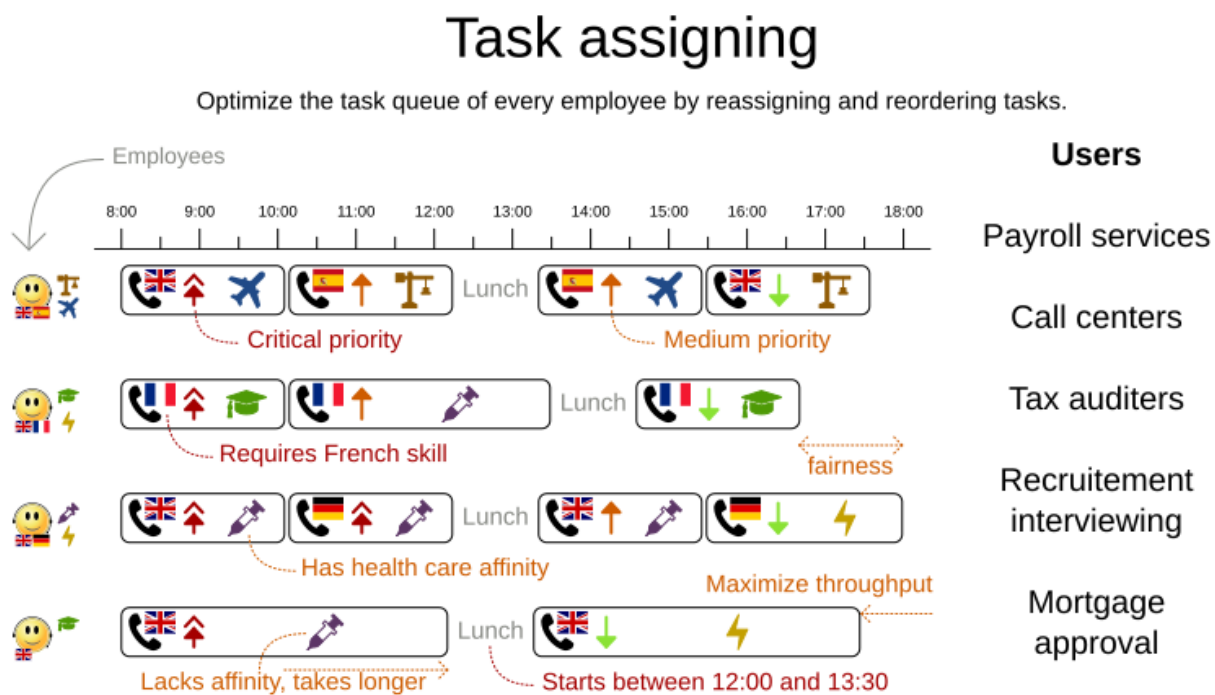 Task assigning
Optimize the task queue of every employee by reassigning and reordering tasks.
Employees
Users
8:00 9:00 10:00 11:00 12:00 13:00 14:00 15:00 16:00 17:00 18:00
Payroll services
Lunch
Call centers
Critical priority
Medium priority
Lunch
Tax auditers
Requires French skill
fairness
Recruitement
interviewing
Lunch
Has health care affinity
Maximize throughput
Mortgage
approval
Lunch
Lacks affinity, takes longer
Starts between 12:00 and 13:30